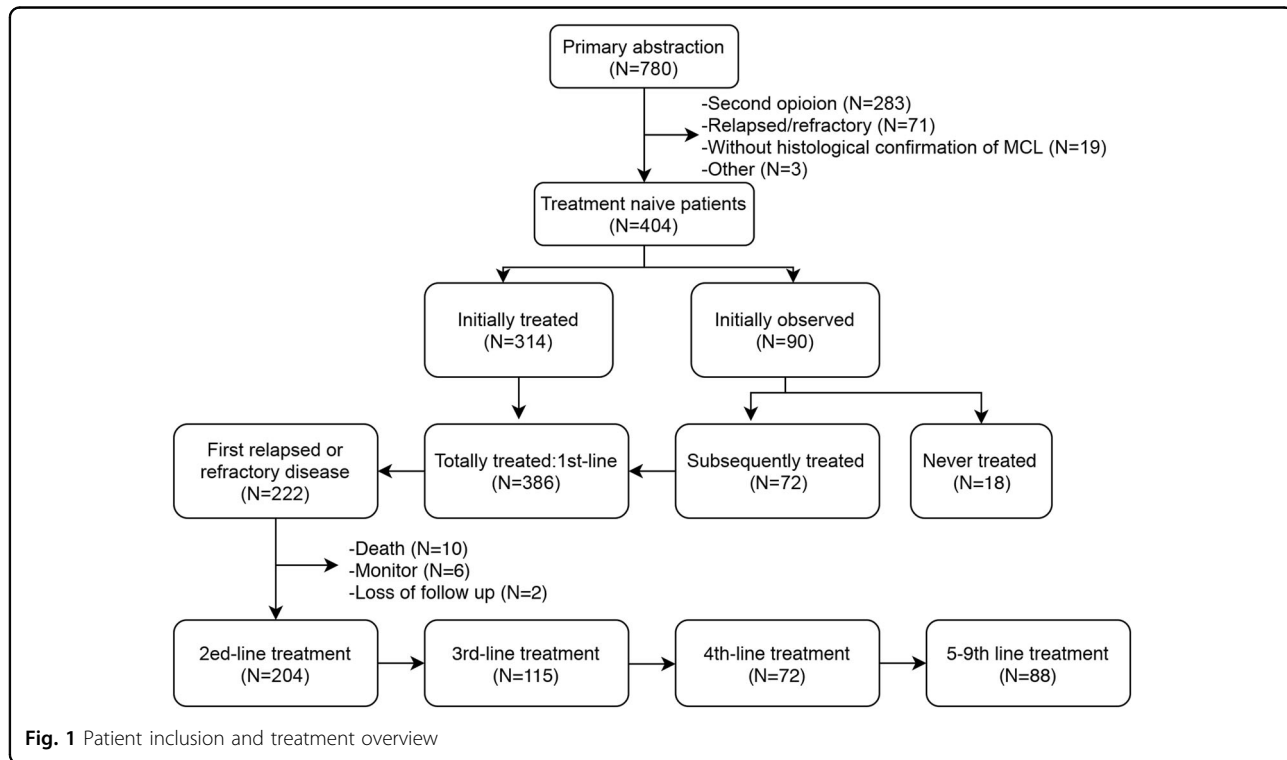 Primary abstraction
(N=780)
-Second opioion (N=283)
-Relapsed/refractory (N=71)
-Without histological confirmation of MCL (N=19)
-Other (N=3)
Treatment naive patients
(N=404)
Initially treated
(N=314)
Initially observed
(N=90)
First relapsed or
refractory disease
(N=222)
Totally treated:1st-line
(N=386)
Subsequently treated
(N=72)
Never treated
(N=18)
-Death (N=10)
-Monitor (N=6)
-Loss of follow up (N=2)
2ed-line treatment
(N=204)
3rd-line treatment
(N=115)
4th-line treatment
(N=72)
5-9th line treatment
(N=88)
Fig. 1 Patient inclusion and treatment overview